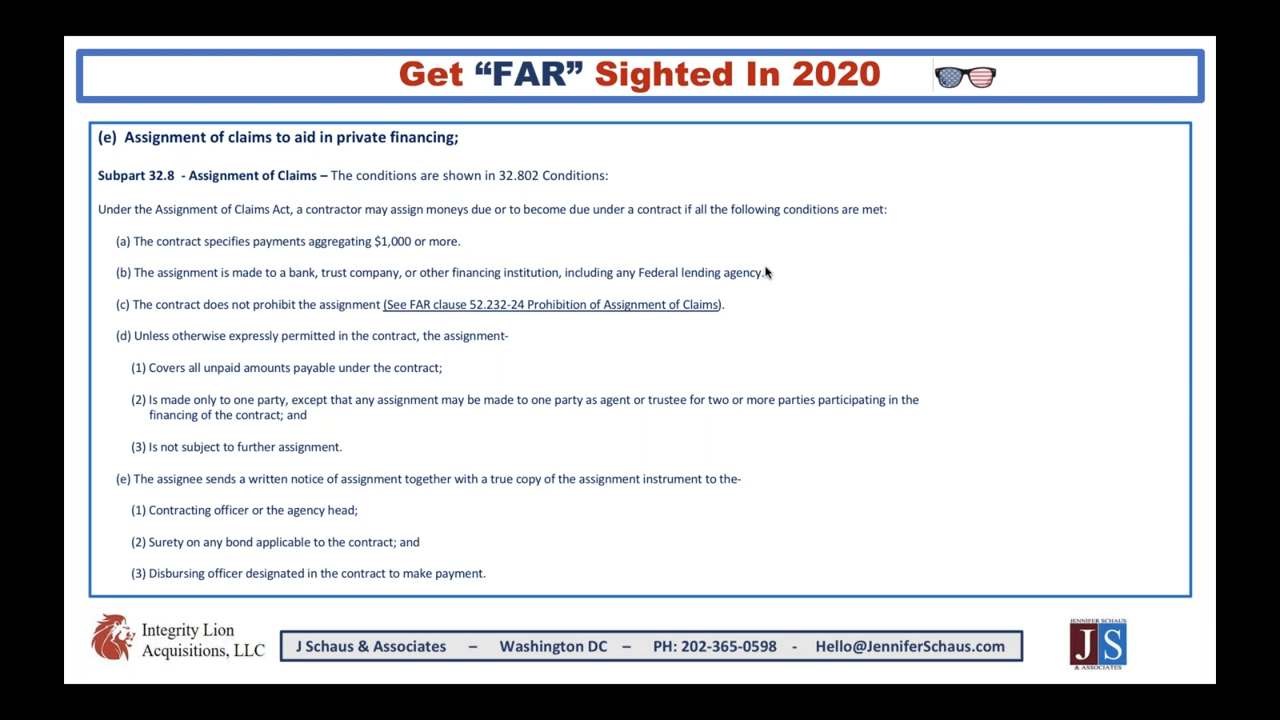 Get “FAR” Sighted In 2020
(e) Assignment of claims to aid in private financing;
Subpart 32.8 - Assignment of Claims – The conditions are shown in 32.802 Conditions:
Under the Assignment of Claims Act, a contractor may assign moneys due or to become due under a contract if all the following conditions are met:
(a) The contract specifies payments aggregating $1,000 or more.
(b) The assignment is made to a bank, trust company, or other financing institution, including any Federal lending agency.
(c) The contract does not prohibit the assignment (See FAR clause 52.232-24 Prohibition of Assignment of Claims).
(d) Unless otherwise expressly permitted in the contract, the assignment-
(1) Covers all unpaid amounts payable under the contract;
(2) Is made only to one party, except that any assignment may be made to one party as agent or trustee for two or more parties participating in the
financing of the contract; and
(3) Is not subject to further assignment.
(e) The assignee sends a written notice of assignment together with a true copy of the assignment instrument to the-
(1) Contracting officer or the agency head;
(2) Surety on any bond applicable to the contract; and
(3) Disbursing officer designated in the contract to make payment.
Integrity Lion
Acquisitions, LLC
J Schaus & Associates – Washington DC – PH: 202-365-0598 - Hello@JenniferSchaus.com
JENNIFER SCHAUS
JS
& ASSOCIATES